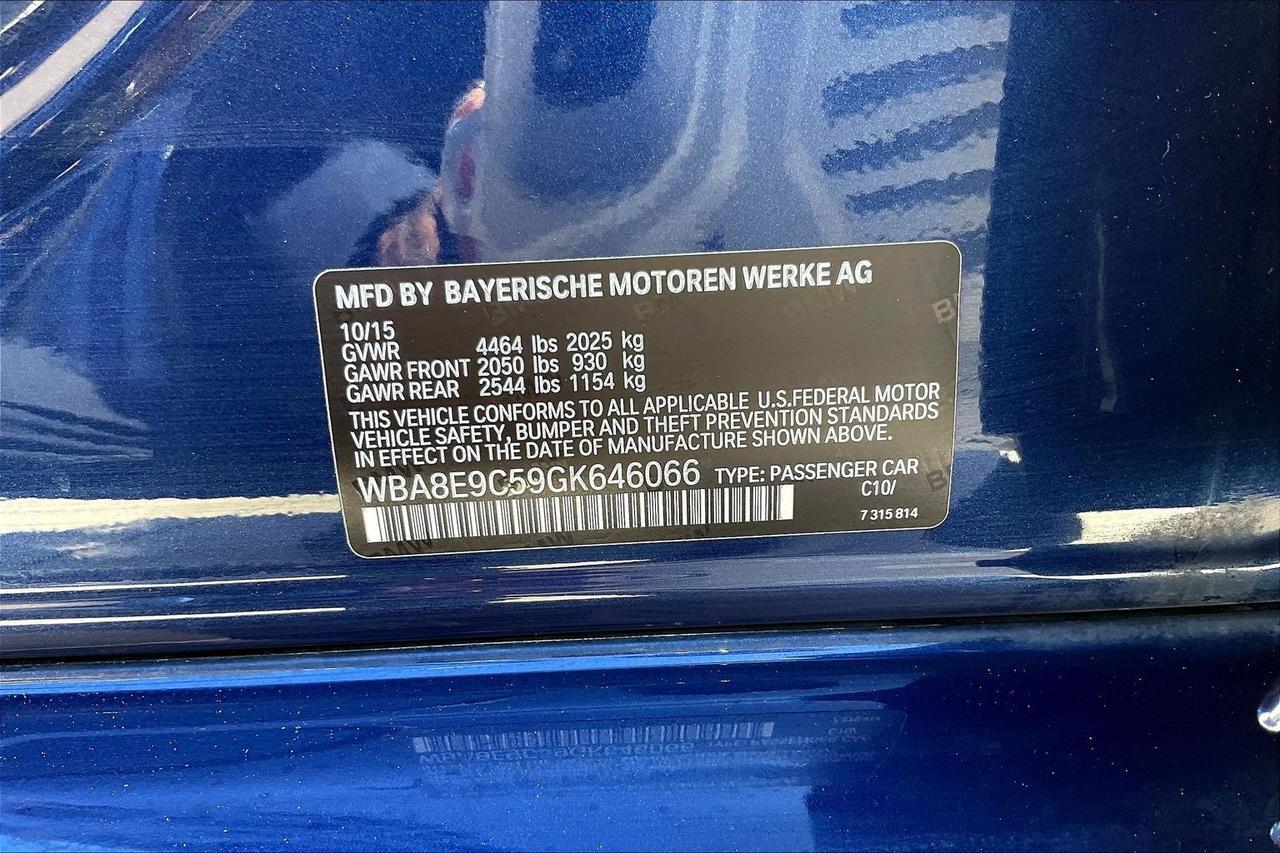 MFD BY BAYERISCHE MOTOREN WERKE AG
10/15
GVWR 4464 lbs 2025 kg
GAWR FRONT 2050 lbs 930 kg
GAWR REAR 2544 lbs 1154 kg
THIS VEHICLE CONFORMS TO ALL APPLICABLE U.S.FEDERAL MOTOR
VEHICLE SAFETY, BUMPER AND THEFT PREVENTION STANDARDS
IN EFFECT ON THE DATE OF MANUFACTURE SHOWN ABOVE.
WBA8E9C59GK646066 TYPE: PASSENGER CAR
C10/
7 315 814